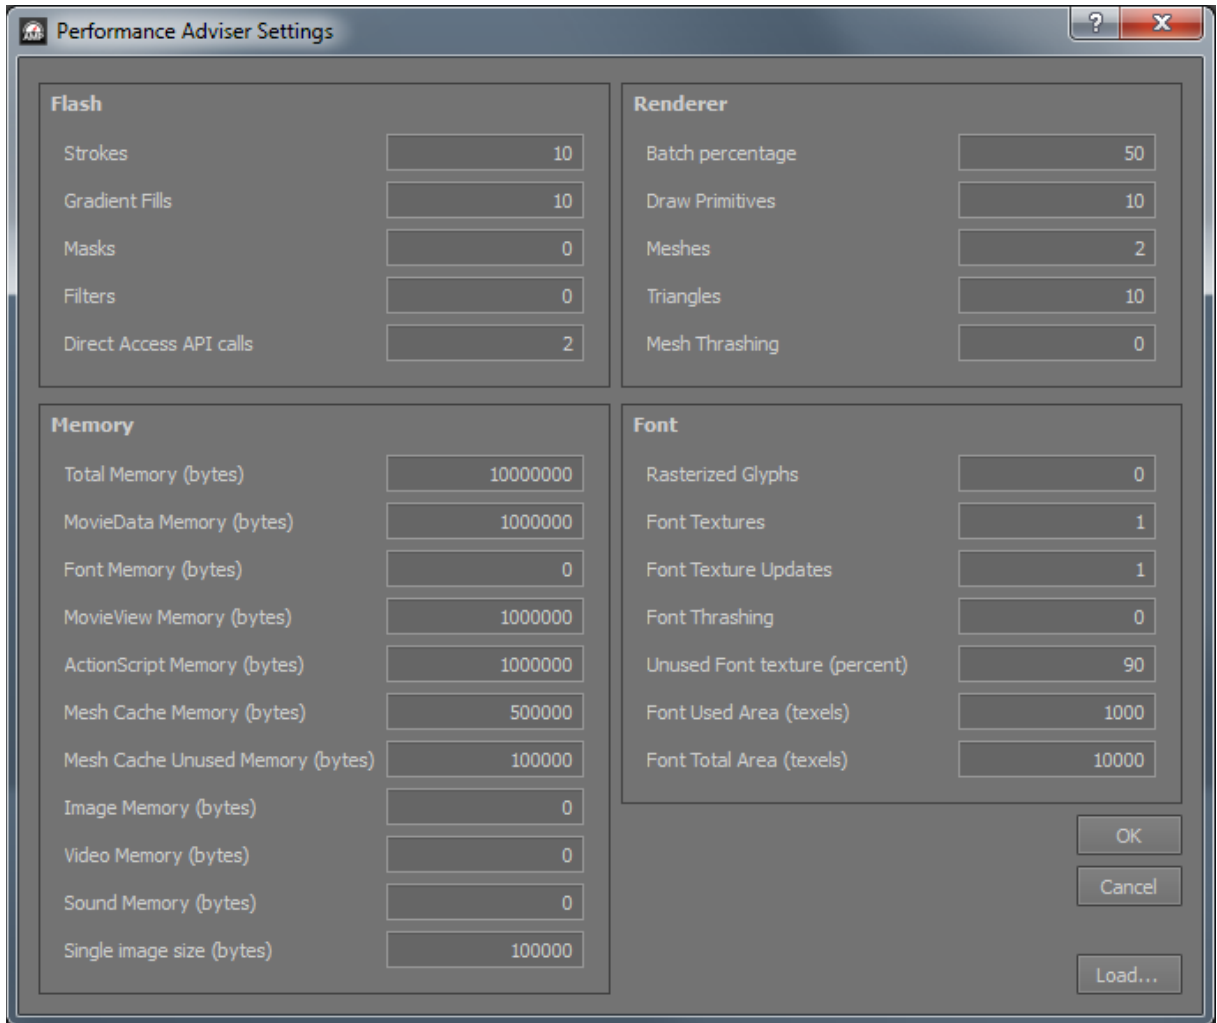 Performance Adviser Settings
Flash
Strokes 10
Gradient Fills 10
Masks 0
Filters 0
Direct Access API calls 2
Renderer
Batch percentage 50
Draw Primitives 10
Meshes 2
Triangles 10
Mesh Thrashing 0
Memory
Total Memory (bytes) 10000000
MovieData Memory (bytes) 1000000
Font Memory (bytes) 0
MovieView Memory (bytes) 1000000
ActionScript Memory (bytes) 1000000
Mesh Cache Memory (bytes) 500000
Mesh Cache Unused Memory (bytes) 100000
Image Memory (bytes) 0
Video Memory (bytes) 0
Sound Memory (bytes) 0
Single image size (bytes) 100000
Font
Rasterized Glyphs 0
Font Textures 1
Font Texture Updates 1
Font Thrashing 0
Unused Font texture (percent) 90
Font Used Area (texels) 1000
Font Total Area (texels) 10000
OK
Cancel
Load...